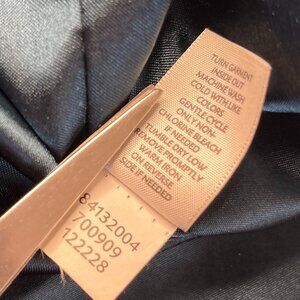 TURN GARMENT
INSIDE OUT
MACHINE WASH
COLD WITH LIKE
COLORS
GENTLE CYCLE
ONLY NON-
CHLORINE BLEACH
IF NEEDED
TUMBLE DRY LOW
REMOVE PROMPTLY
WARM IRON
ON REVERSE
SIDE IF NEEDED
84132004
700909
122228